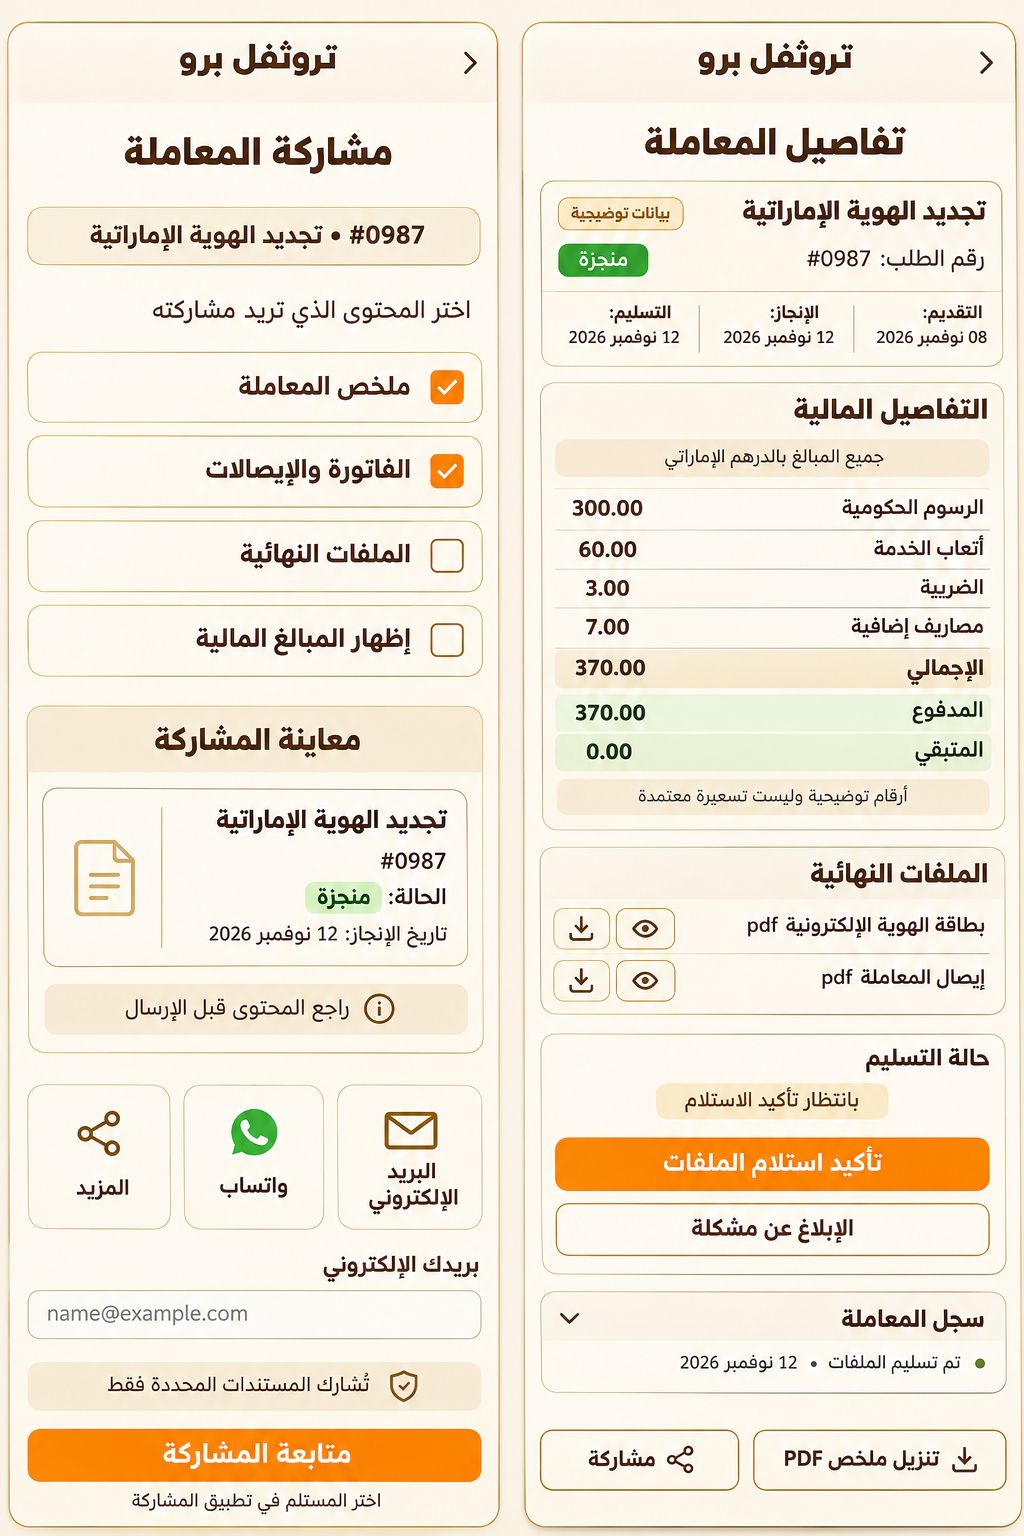 تروثفل برو
تفاصيل المعاملة
تجديد الهوية الإماراتية
بيانات توضيحية
رقم الطلب: 0987#
منجزة
التقديم:
08 نوفمبر 2026
الإنجاز:
12 نوفمبر 2026
التسليم:
12 نوفمبر 2026
التفاصيل المالية
جميع المبالغ بالدرهم الإماراتي
الرسوم الحكومية 300.00
أتعاب الخدمة 60.00
الضريبة 3.00
مصاريف إضافية 7.00
الإجمالي 370.00
المدفوع 370.00
المتبقي 0.00
أرقام توضيحية وليست تسعيرة معتمدة
الملفات النهائية
بطاقة الهوية الإلكترونية pdf
إيصال المعاملة pdf
حالة التسليم
بانتظار تأكيد الاستلام
تأكيد استلام الملفات
الإبلاغ عن مشكلة
سجل المعاملة
تم تسليم الملفات • 12 نوفمبر 2026
تنزيل ملخص PDF
مشاركة
تروثفل برو
مشاركة المعاملة
#0987 • تجديد الهوية الإماراتية
اختر المحتوى الذي تريد مشاركته
ملخص المعاملة
الفاتورة والإيصالات
الملفات النهائية
إظهار المبالغ المالية
معاينة المشاركة
تجديد الهوية الإماراتية
#0987
الحالة: منجزة
تاريخ الإنجاز: 12 نوفمبر 2026
راجع المحتوى قبل الإرسال
البريد
الإلكتروني
واتساب
المزيد
بريدك الإلكتروني
name@example.com
تُشارك المستندات المحددة فقط
متابعة المشاركة
اختر المستلم في تطبيق المشاركة